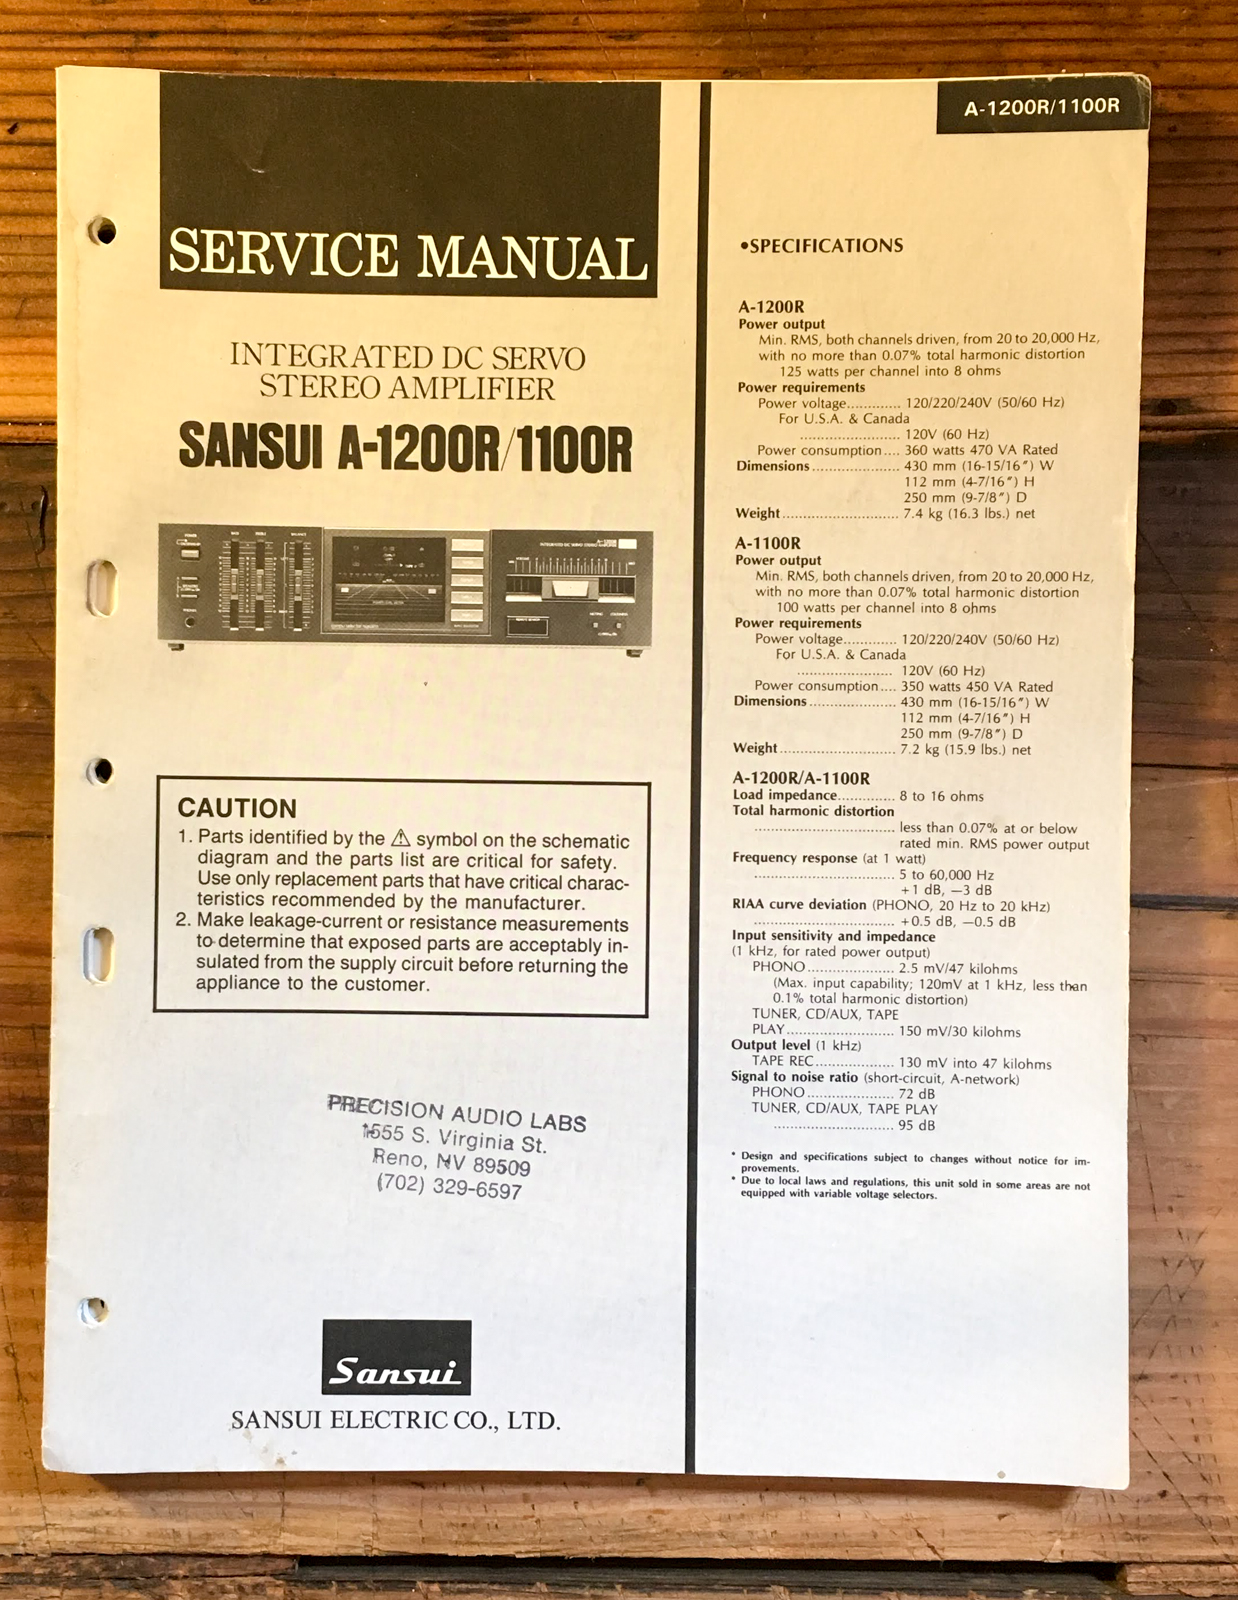 SERVICE MANUAL
INTEGRATED DC SERVO
STEREO AMPLIFIER
SANSUI A-1200R/1100R
CAUTION
1. Parts identified by the ⚠ symbol on the schematic
diagram and the parts list are critical for safety.
Use only replacement parts that have critical charac-
teristics recommended by the manufacturer.
2. Make leakage-current or resistance measurements
to determine that exposed parts are acceptably in-
sulated from the supply circuit before returning the
appliance to the customer.
PRECISION AUDIO LABS
1555 S. Virginia St.
Reno, NV 89509
(702) 329-6597
Sansui
SANSUI ELECTRIC CO., LTD.
A-1200R/1100R
•SPECIFICATIONS
A-1200R
Power output
Min. RMS, both channels driven, from 20 to 20,000 Hz,
with no more than 0.07% total harmonic distortion
125 watts per channel into 8 ohms
Power requirements
Power voltage............. 120/220/240V (50/60 Hz)
For U.S.A. & Canada
........................ 120V (60 Hz)
Power consumption.... 360 watts 470 VA Rated
Dimensions..................... 430 mm (16-15/16″) W
112 mm (4-7/16″) H
250 mm (9-7/8″) D
Weight............................ 7.4 kg (16.3 lbs.) net
A-1100R
Power output
Min. RMS, both channels driven, from 20 to 20,000 Hz,
with no more than 0.07% total harmonic distortion
100 watts per channel into 8 ohms
Power requirements
Power voltage............. 120/220/240V (50/60 Hz)
For U.S.A. & Canada
....................... 120V (60 Hz)
Power consumption.... 350 watts 450 VA Rated
Dimensions..................... 430 mm (16-15/16″) W
112 mm (4-7/16″) H
250 mm (9-7/8″) D
Weight............................ 7.2 kg (15.9 lbs.) net
A-1200R/A-1100R
Load impedance.............. 8 to 16 ohms
Total harmonic distortion
.................................. less than 0.07% at or below
rated min. RMS power output
Frequency response (at 1 watt)
.................................. 5 to 60,000 Hz
+1 dB, −3 dB
RIAA curve deviation (PHONO, 20 Hz to 20 kHz)
.................................. +0.5 dB, −0.5 dB
Input sensitivity and impedance
(1 kHz, for rated power output)
PHONO..................... 2.5 mV/47 kilohms
(Max. input capability; 120mV at 1 kHz, less than
0.1% total harmonic distortion)
TUNER, CD/AUX, TAPE
PLAY.......................... 150 mV/30 kilohms
Output level (1 kHz)
TAPE REC................... 130 mV into 47 kilohms
Signal to noise ratio (short-circuit, A-network)
PHONO..................... 72 dB
TUNER, CD/AUX, TAPE PLAY
............................. 95 dB
* Design and specifications subject to changes without notice for im-
provements.
* Due to local laws and regulations, this unit sold in some areas are not
equipped with variable voltage selectors.